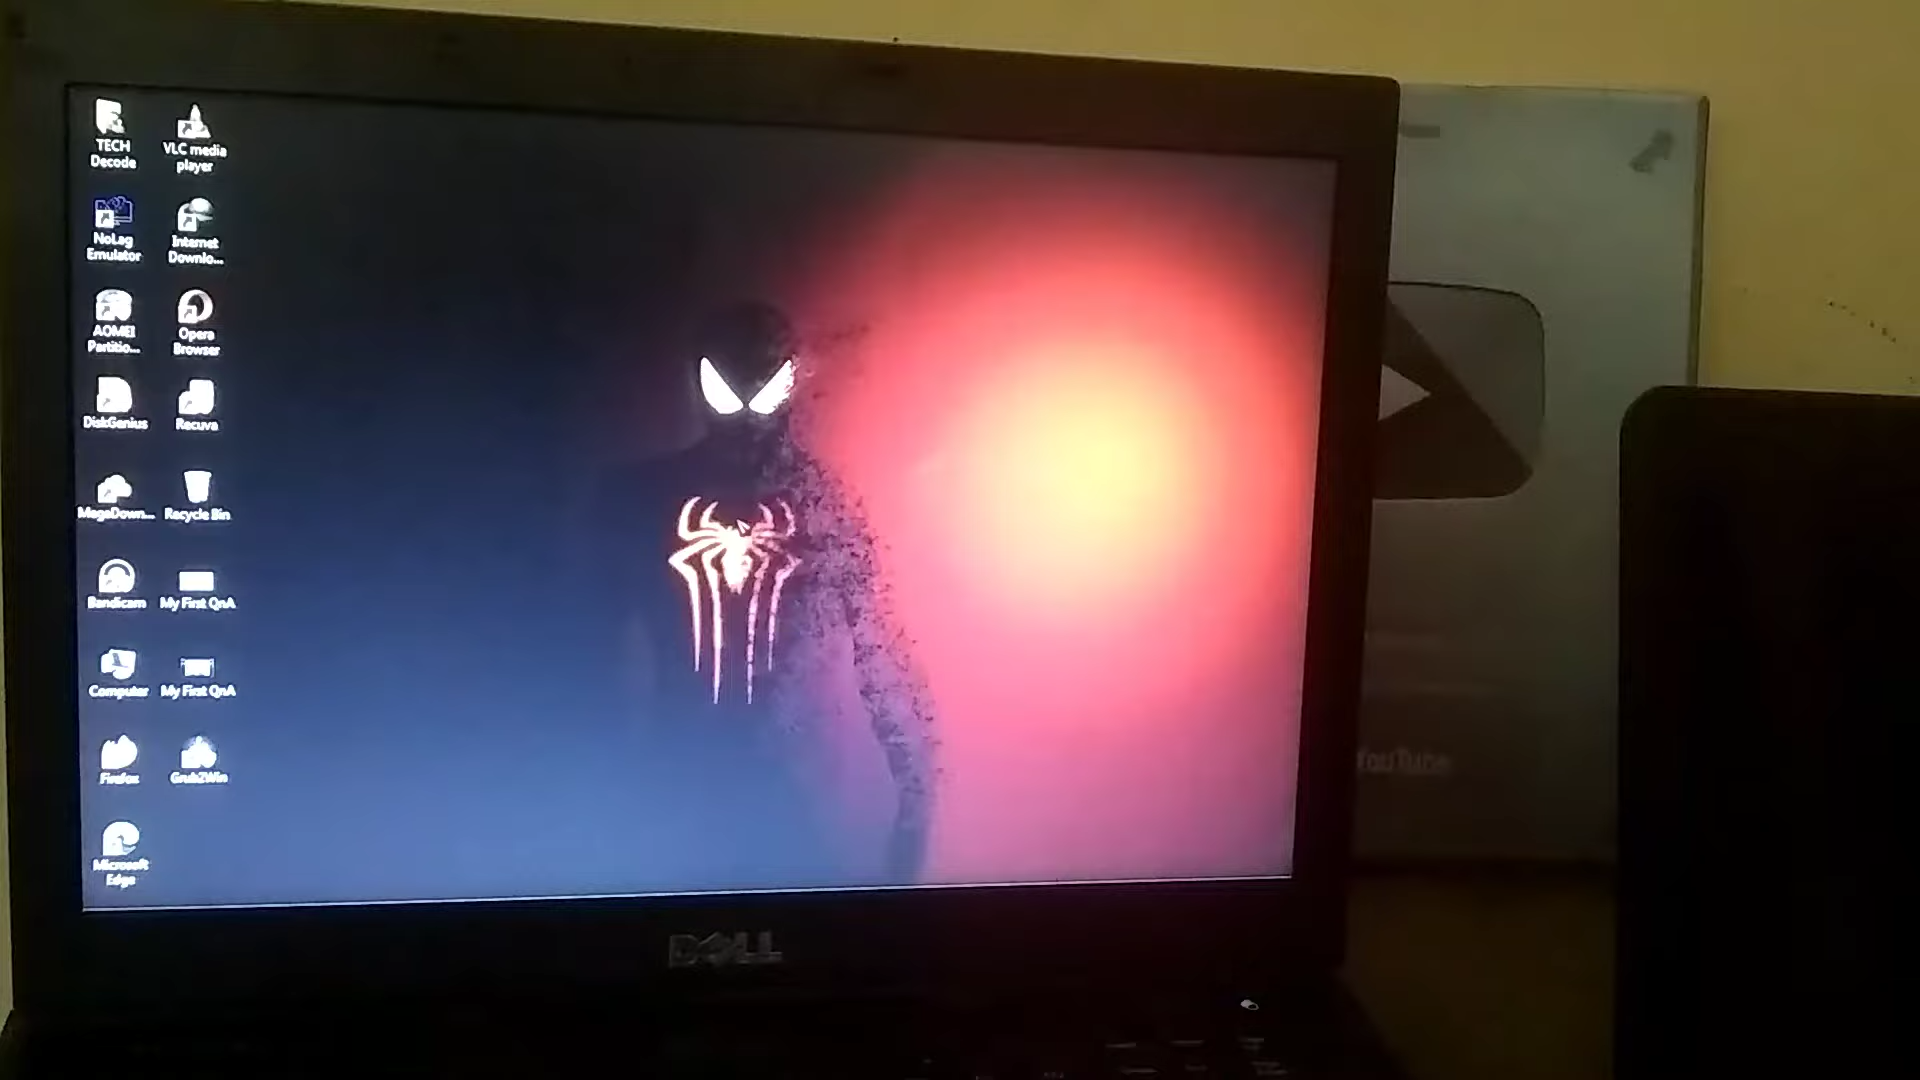 TECH
Decode
VLC media
player
NoLag
Emulator
Internet
Downlo...
AOMEI
Partitio...
Opera
Browser
DiskGenius
Recuva
MegaDown...
Recycle Bin
Bandicam
My First QnA
Computer
My First QnA
Firefox
Grub2Win
Microsoft
Edge
DELL
YouTube